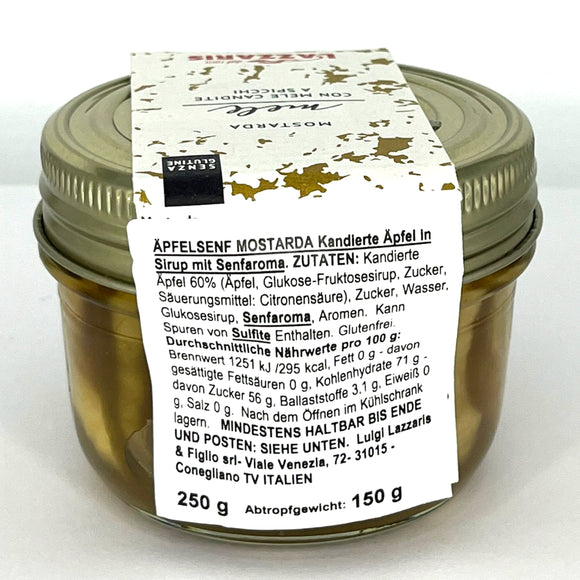 LAZZARIS
CON MELE CANDITE
A SPICCHI
mele
MOSTARDA
SENZA
GLUTINE
ÄPFELSENF MOSTARDA Kandierte Äpfel in
Sirup mit Senfaroma. ZUTATEN: Kandierte
Äpfel 60% (Äpfel, Glukose-Fruktosesirup, Zucker,
Säuerungsmittel: Citronensäure), Zucker, Wasser,
Glukosesirup, Senfaroma, Aromen. Kann
Spuren von Sulfite Enthalten. Glutenfrei.
Durchschnittliche Nährwerte pro 100 g:
Brennwert 1251 kJ /295 kcal, Fett 0 g - davon
gesättigte Fettsäuren 0 g, Kohlenhydrate 71 g -
davon Zucker 56 g, Ballaststoffe 3,1 g, Eiweiß 0
g, Salz 0 g. Nach dem Öffnen im Kühlschrank
lagern. MINDESTENS HALTBAR BIS ENDE
UND POSTEN: SIEHE UNTEN. Luigi Lazzaris
& Figlio srl- Viale Venezia, 72- 31015 -
Conegliano TV ITALIEN
250 g Abtropfgewicht: 150 g